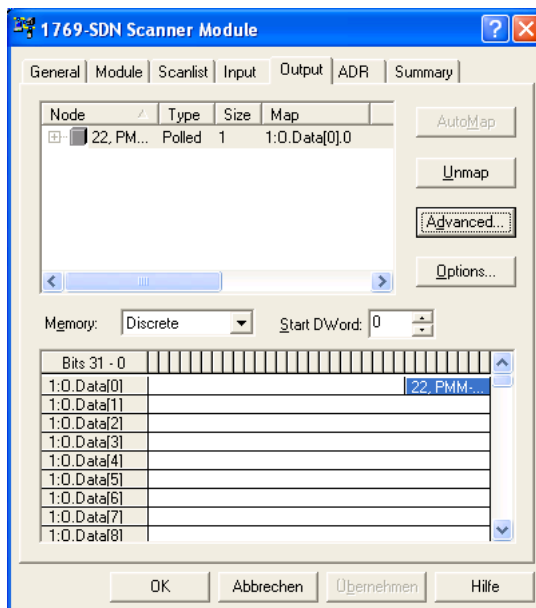 1769-SDN Scanner Module
General Module Scanlist Input Output ADR Summary
Node Type Size Map
22, PM... Polled 1 1:O.Data[0].0
AutoMap
Unmap
Advanced...
Options...
Memory: Discrete Start DWord: 0
Bits 31 - 0
1:O.Data[0] 22, PMM-...
1:O.Data[1]
1:O.Data[2]
1:O.Data[3]
1:O.Data[4]
1:O.Data[5]
1:O.Data[6]
1:O.Data[7]
1:O.Data[8]
OK Abbrechen Übernehmen Hilfe